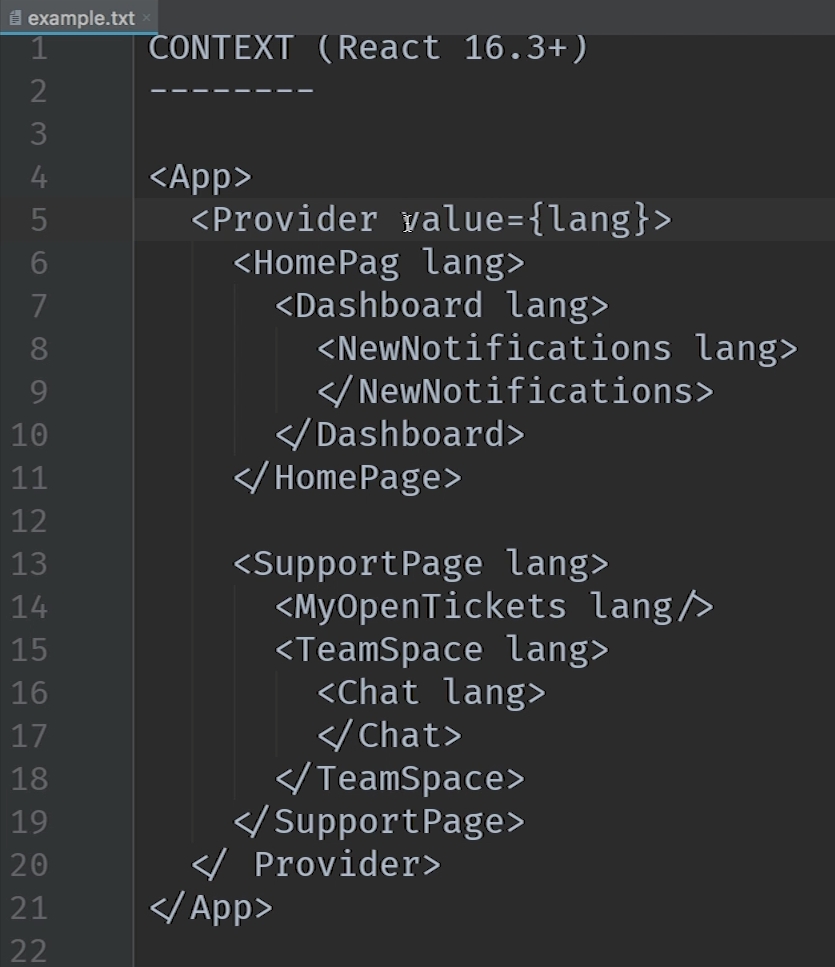 example.txt
1 CONTEXT (React 16.3+)
2 --------
3
4 <App>
5   <Provider value={lang}>
6     <HomePag lang>
7       <Dashboard lang>
8         <NewNotifications lang>
9         </NewNotifications>
10       </Dashboard>
11     </HomePage>
12
13     <SupportPage lang>
14       <MyOpenTickets lang/>
15       <TeamSpace lang>
16         <Chat lang>
17         </Chat>
18       </TeamSpace>
19     </SupportPage>
20   </ Provider>
21 </App>
22